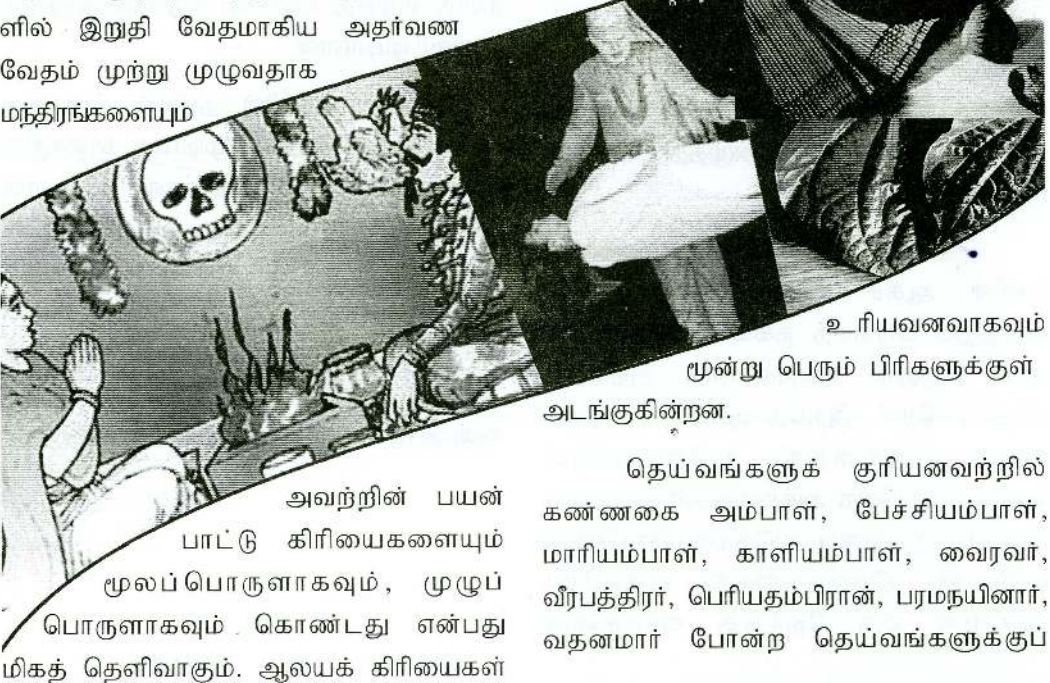 ளில் இறுதி வேதமாகிய அதர்வண
வேதம் முற்று முழுவதாக
மந்திரங்களையும்
அவற்றின் பயன்
பாட்டு கிரியைகளையும்
மூலப்பொருளாகவும், முழுப்
பொருளாகவும் கொண்டது என்பது
மிகத் தெளிவாகும். ஆலயக் கிரியைகள்
உரியவனவாகவும்
மூன்று பெரும் பிரிகளுக்குள்
அடங்குகின்றன.
தெய்வங்களுக் குரியனவற்றில்
கண்ணகை அம்பாள், பேச்சியம்பாள்,
மாரியம்பாள், காளியம்பாள், வைரவர்,
வீரபத்திரர், பெரியதம்பிரான், பரமநயினார்,
வதனமார் போன்ற தெய்வங்களுக்குப்